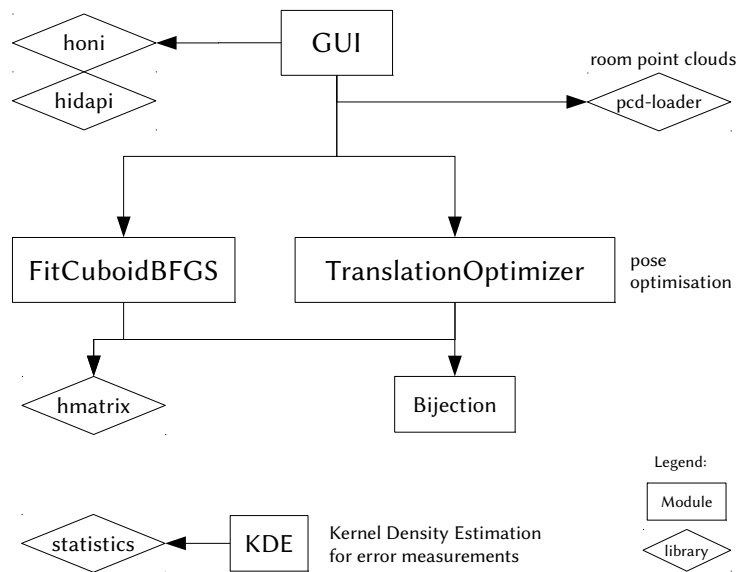 honi
GUI
room point clouds
hidapi
pcd-loader
FitCuboidBFGS
TranslationOptimizer
pose
optimisation
hmatrix
Bijection
Legend:
Module
statistics
KDE
Kernel Density Estimation
for error measurements
library